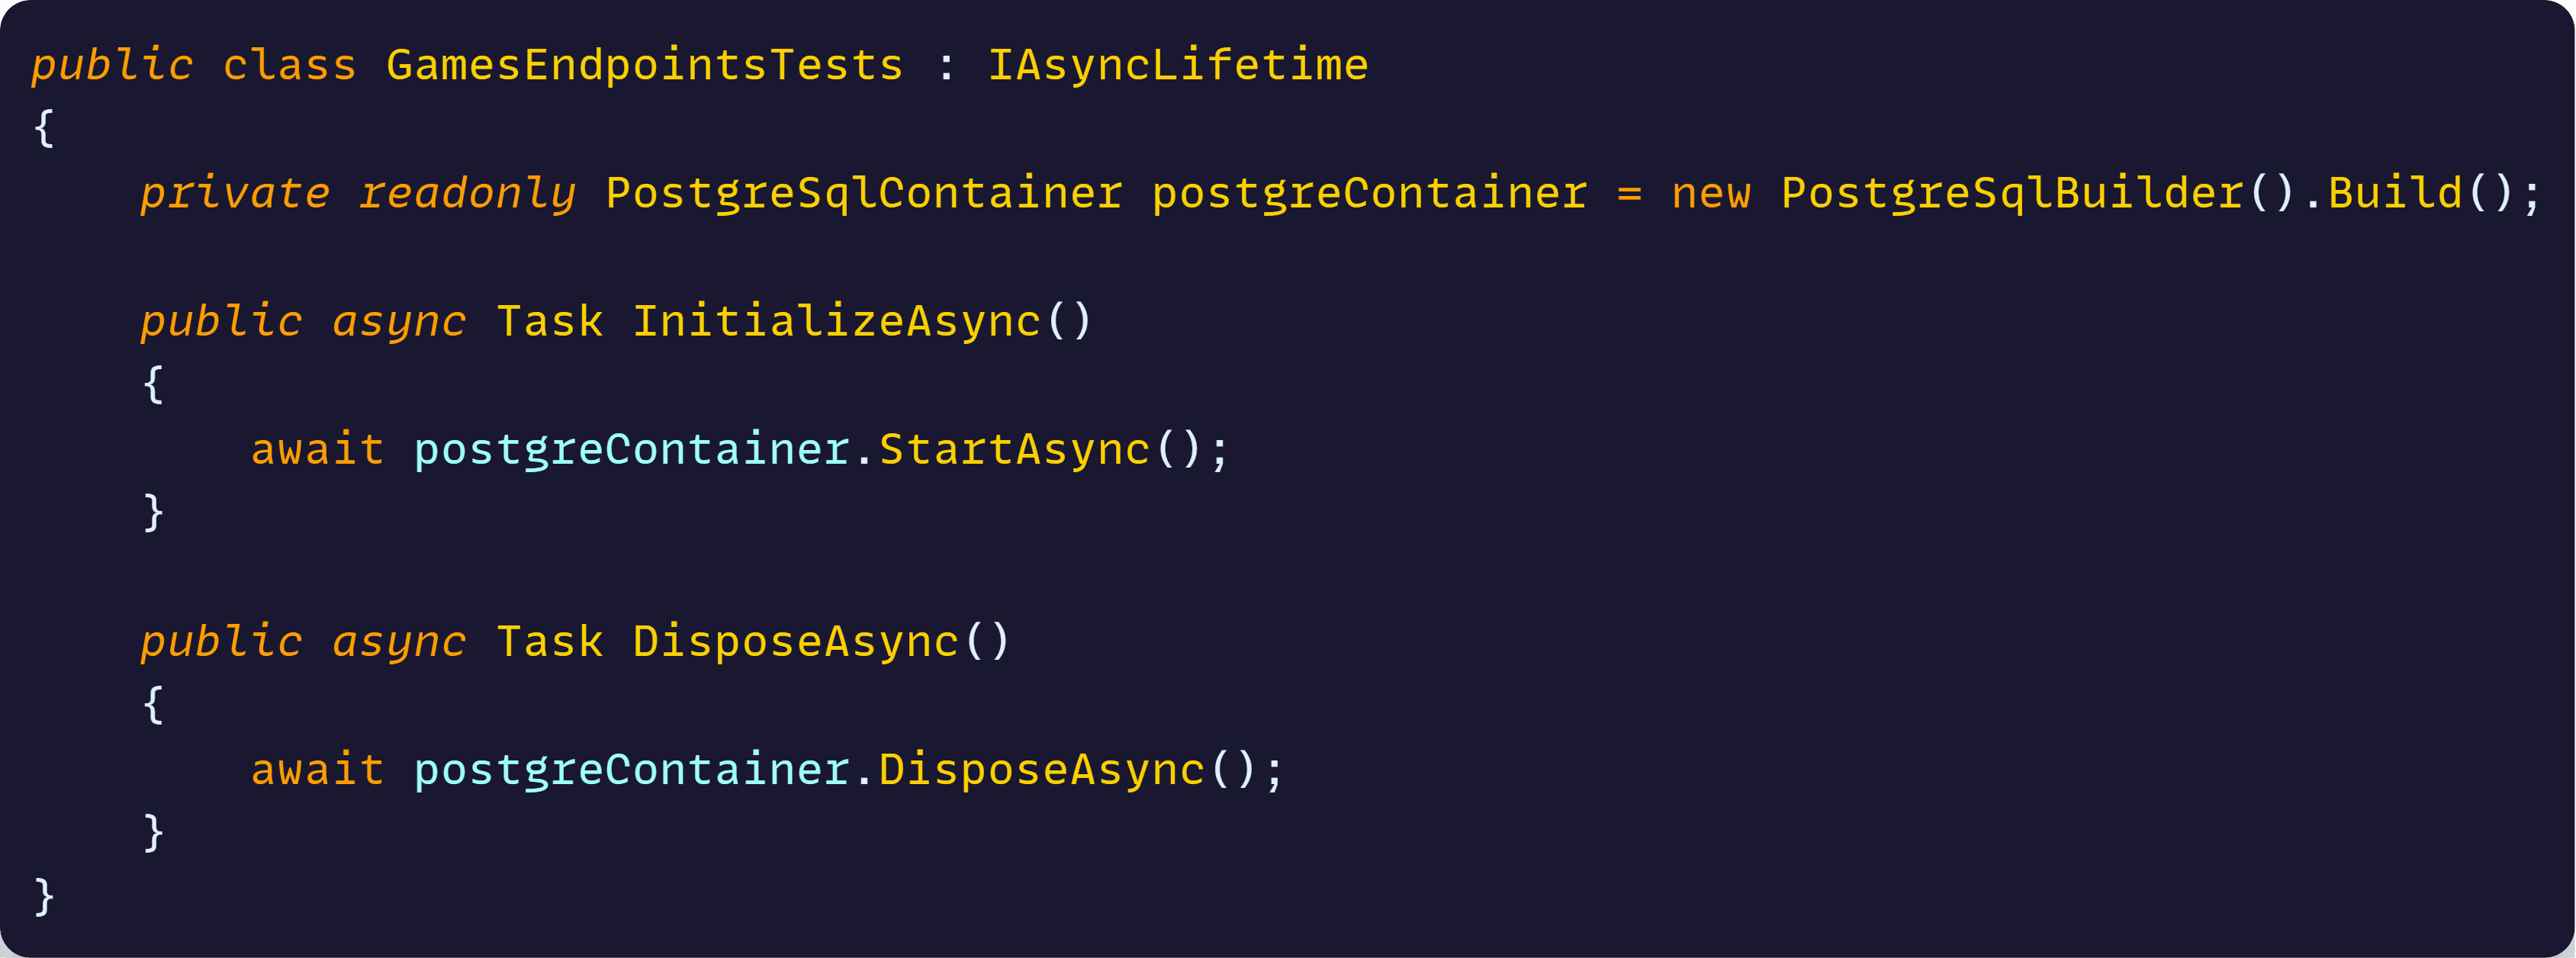 public class GamesEndpointsTests : IAsyncLifetime
{
    private readonly PostgreSqlContainer postgreContainer = new PostgreSqlBuilder().Build();

    public async Task InitializeAsync()
    {
        await postgreContainer.StartAsync();
    }

    public async Task DisposeAsync()
    {
        await postgreContainer.DisposeAsync();
    }
}